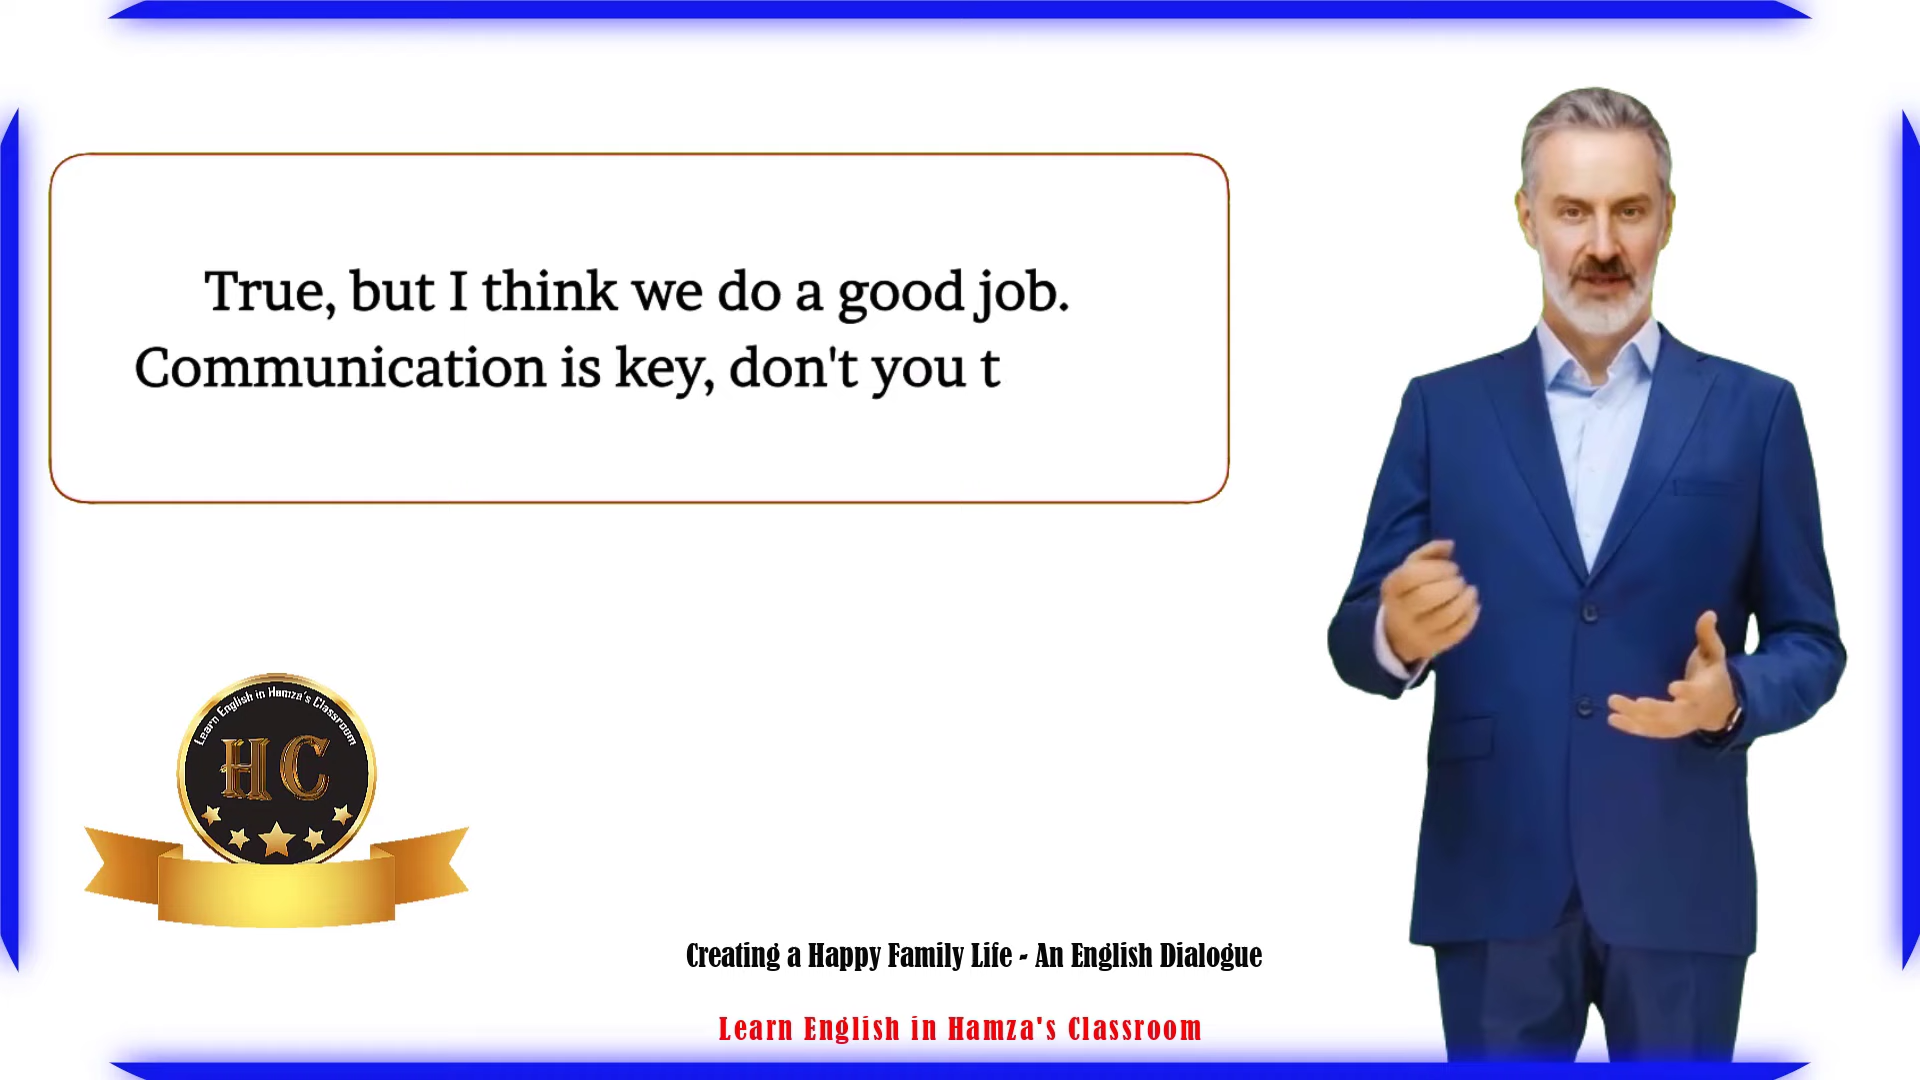 True, but I think we do a good job.
Communication is key, don't you t
Learn English in Hamza's Classroom
HC
Creating a Happy Family Life - An English Dialogue
Learn English in Hamza's Classroom